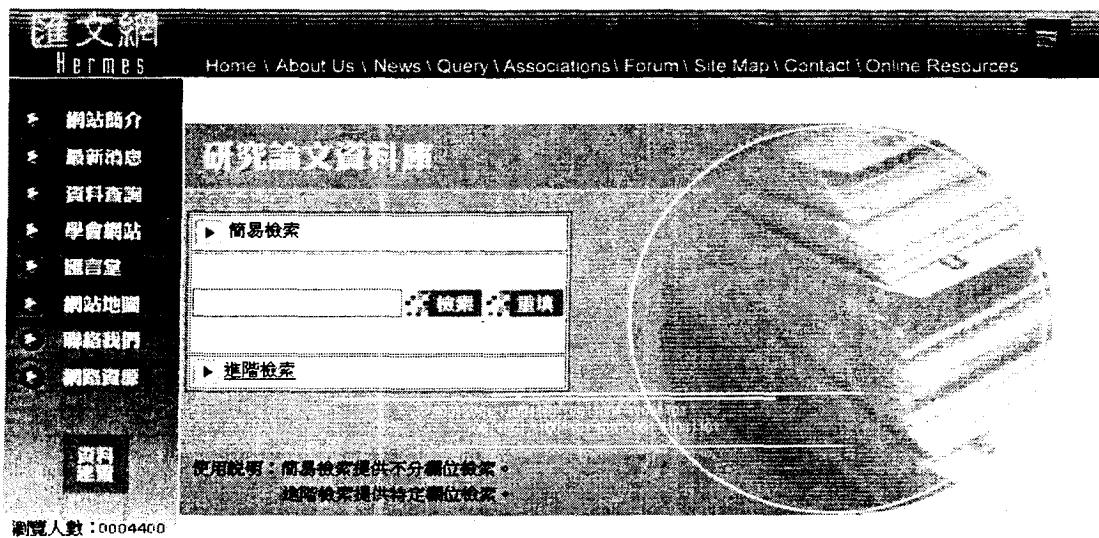 匯文網
Hermes
Home \ About Us \ News \ Query \ Associations \ Forum \ Site Map \ Contact \ Online Resources
網站簡介
最新消息
資料查詢
學會網站
匯言堂
網站地圖
聯絡我們
網路資源
研究論文資料庫
▶ 簡易檢索
檢索 重填
▶ 進階檢索
使用說明：簡易檢索提供不分欄位檢索。
進階檢索提供特定欄位檢索。
瀏覽人數：0004400